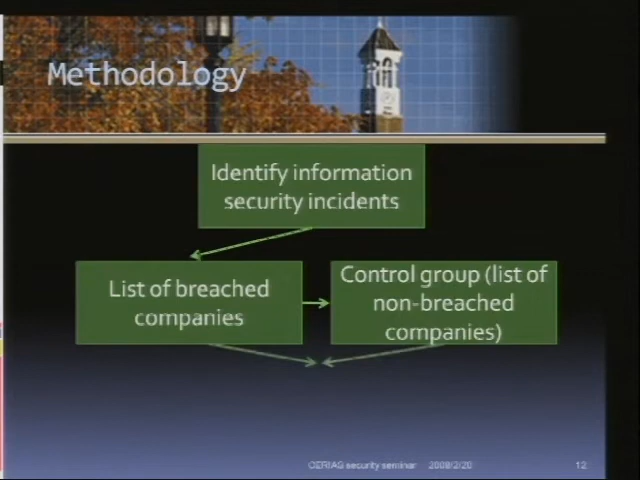 Methodology
Identify information
security incidents
List of breached
companies
Control group (list of
non-breached
companies)
CERIAS security seminar 2008/2/20
12